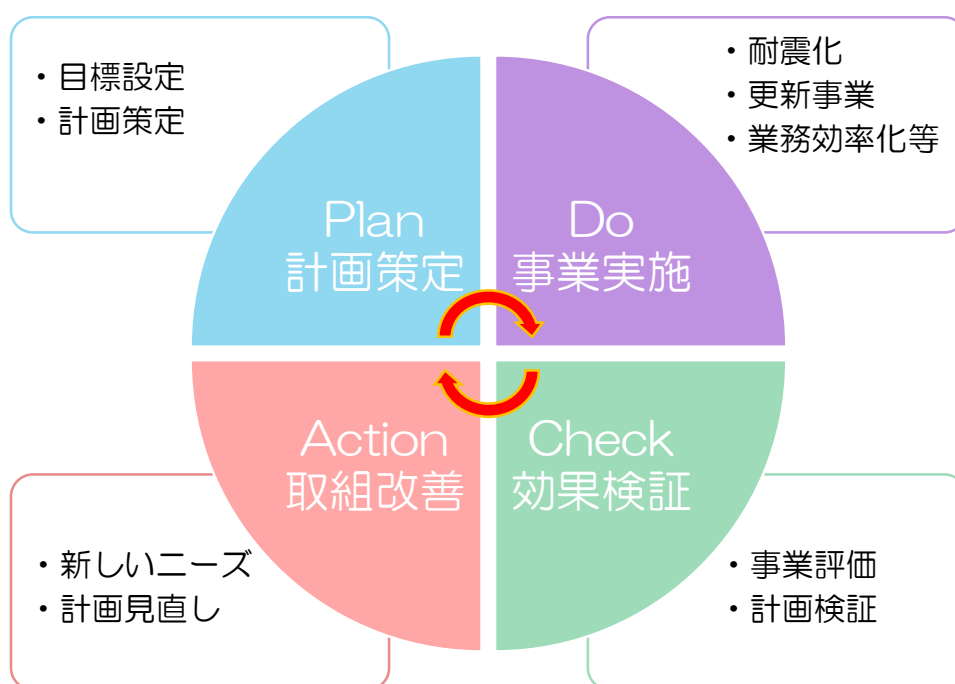 ・目標設定
・計画策定
・耐震化
・更新事業
・業務効率化等
Plan
計画策定
Do
事業実施
Action
取組改善
Check
効果検証
・新しいニーズ
・計画見直し
・事業評価
・計画検証